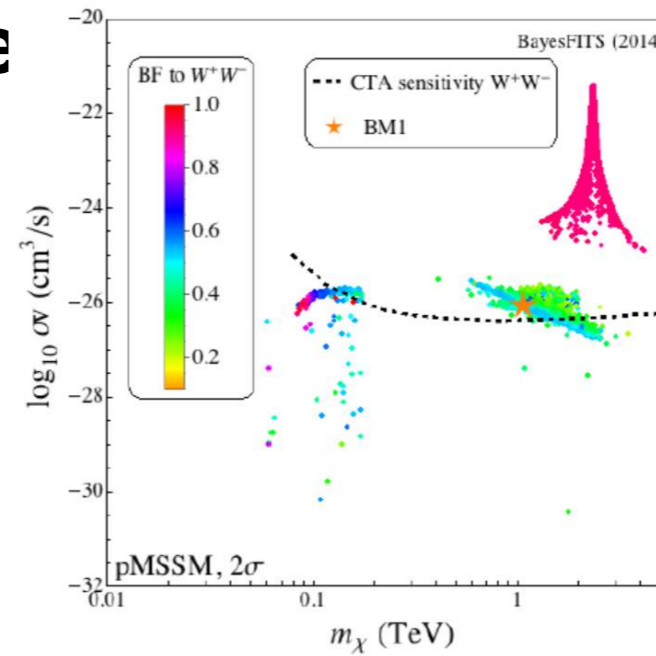 e
BayesFITS (2014
BF to W⁺W⁻
1.0
0.8
0.6
0.4
0.2
CTA sensitivity W⁺W⁻
BM1
−20
−22
−24
−26
−28
−30
−32
log₁₀ σv (cm³/s)
pMSSM, 2σ
0.01
0.1
1
mχ (TeV)